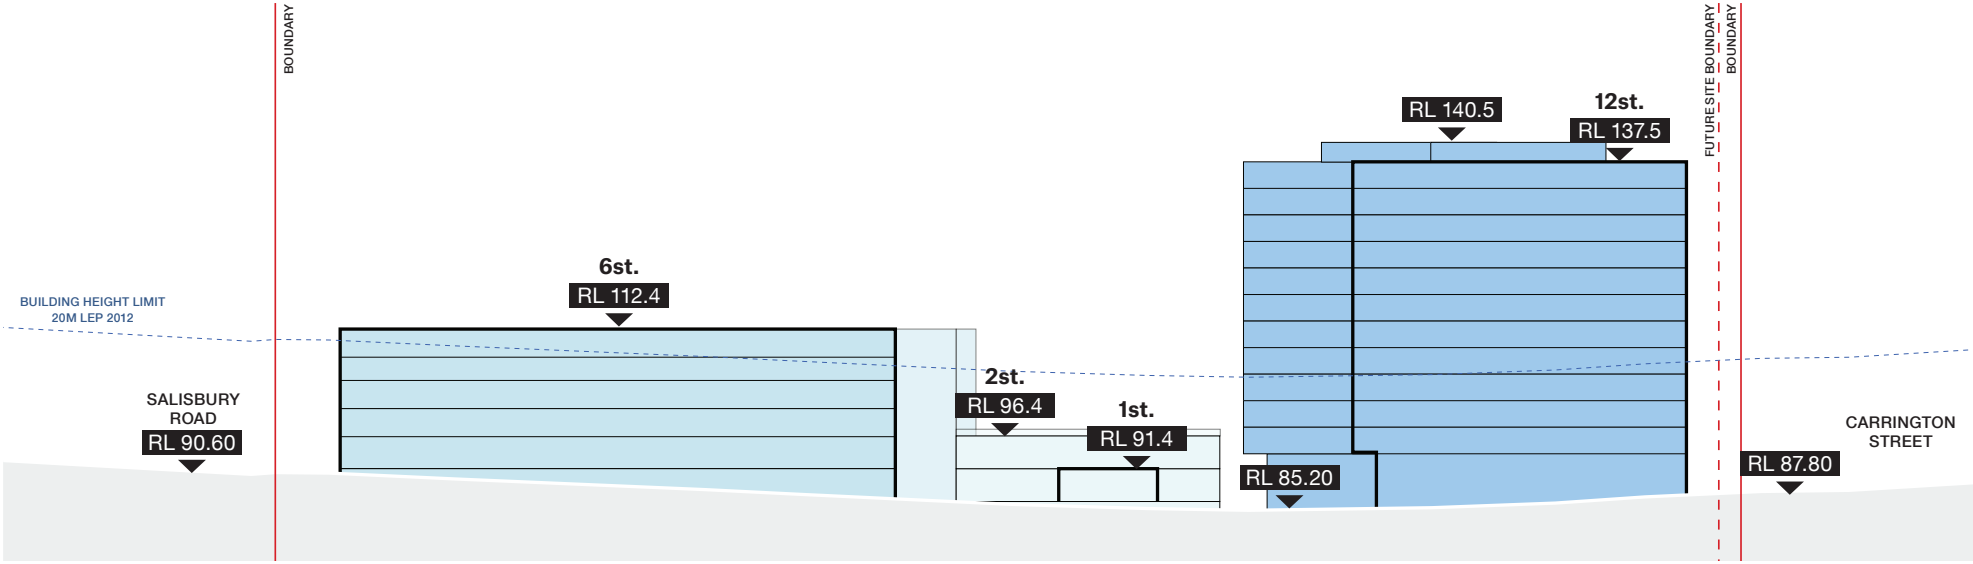 BOUNDARY
FUTURE SITE BOUNDARY
BOUNDARY
RL 140.5
12st.
RL 137.5
6st.
RL 112.4
BUILDING HEIGHT LIMIT
20M LEP 2012
2st.
RL 96.4
1st.
RL 91.4
SALISBURY
ROAD
RL 90.60
RL 85.20
CARRINGTON
STREET
RL 87.80